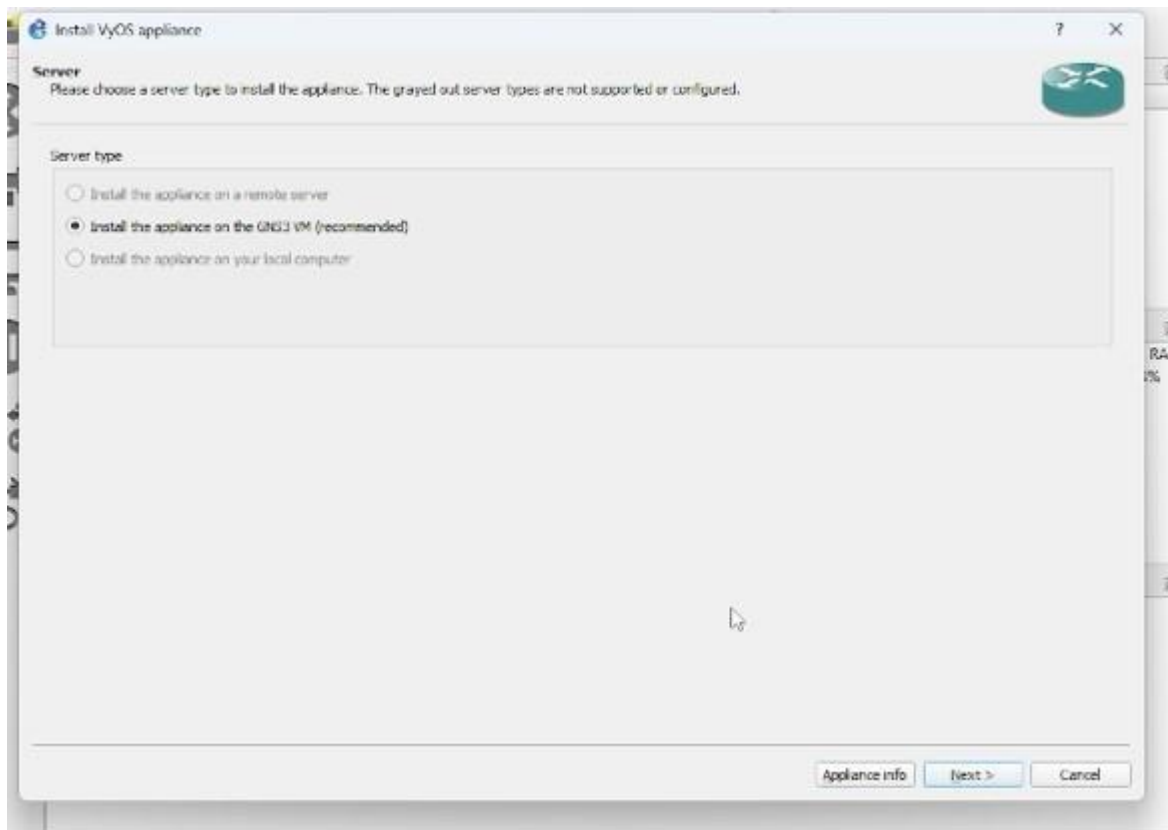 Install VyOS appliance
?
Server
Please choose a server type to install the appliance. The grayed out server types are not supported or configured.
Server type
Install the appliance on a remote server
Install the appliance on the GNS3 VM (recommended)
Install the appliance on your local computer
RA
%
Appliance info
Next >
Cancel